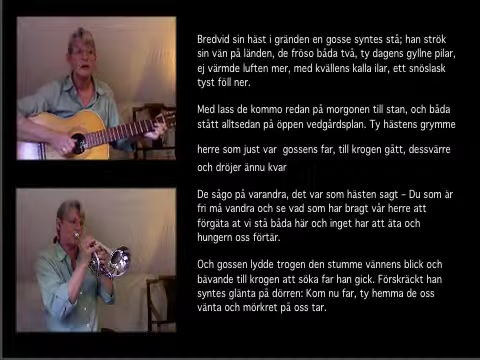 Bredvid sin häst i gränden en gosse syntes stå; han strök
sin vän på länden, de fröso båda två, ty dagens gyllne pilar,
ej värmde luften mer, med kvällens kalla ilar, ett snöslask
tyst föll ner.
Med lass de kommo redan på morgonen till stan, och båda
stått alltsedan på öppen vedgårdsplan. Ty hästens grymme
herre som just var gossens far, till krogen gått, dessvärre
och dröjer ännu kvar
De sågo på varandra, det var som hästen sagt – Du som är
fri må vandra och se vad som har bragt vår herre att
förgäta at vi stå båda här och inget har att äta och
hungern oss förtär.
Och gossen lydde trogen den stumme vännens blick och
bävande till krogen att söka far han gick. Förskräckt han
syntes glänta på dörren: Kom nu far, ty hemma de oss
vänta och mörkret på oss tar.